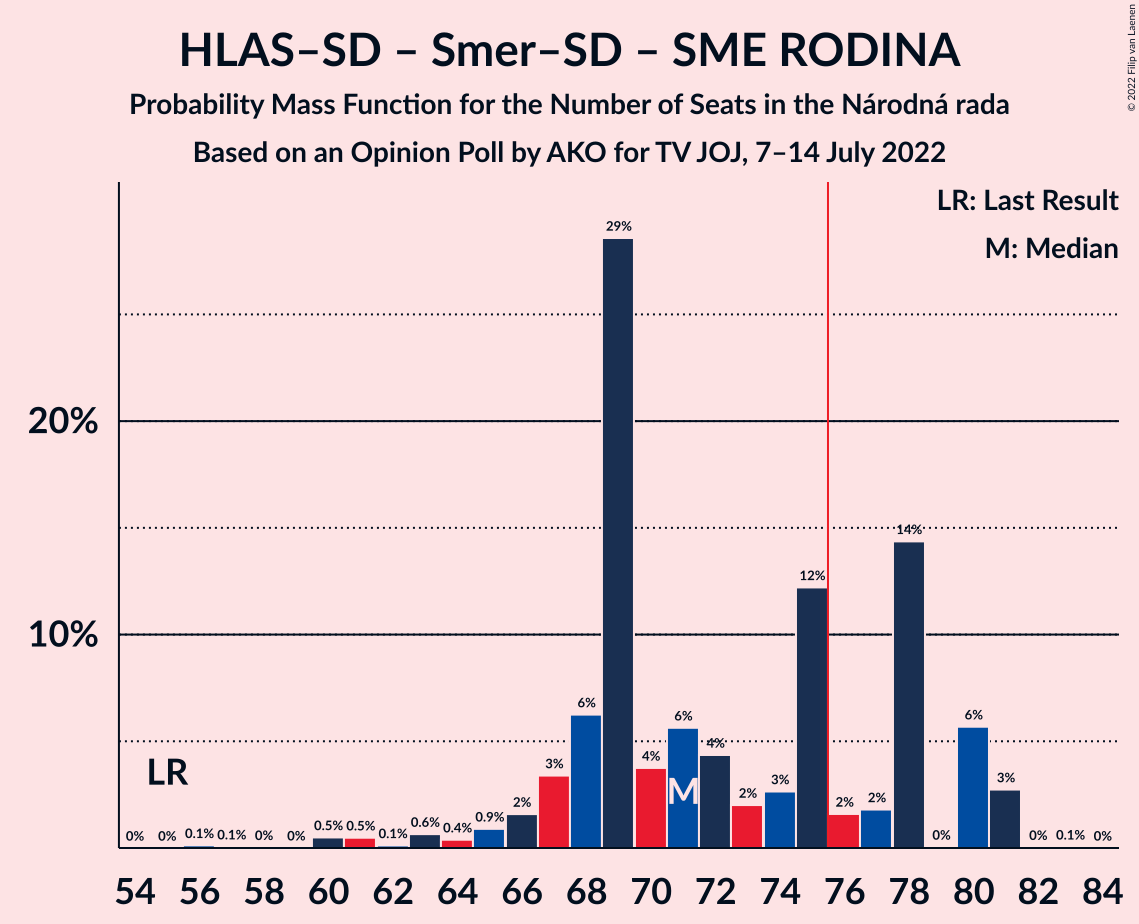 © 2022 Filip van Laenen
HLAS–SD – Smer–SD – SME RODINA
Probability Mass Function for the Number of Seats in the Národná rada
Based on an Opinion Poll by AKO for TV JOJ, 7–14 July 2022
LR: Last Result
M: Median
20%
10%
LR
M
0% 0% 0.1% 0.1% 0% 0% 0.5% 0.5% 0.1% 0.6% 0.4% 0.9% 2% 3% 6% 29% 4% 6% 4% 2% 3% 12% 2% 2% 14% 0% 6% 3% 0% 0.1% 0%
54 56 58 60 62 64 66 68 70 72 74 76 78 80 82 84